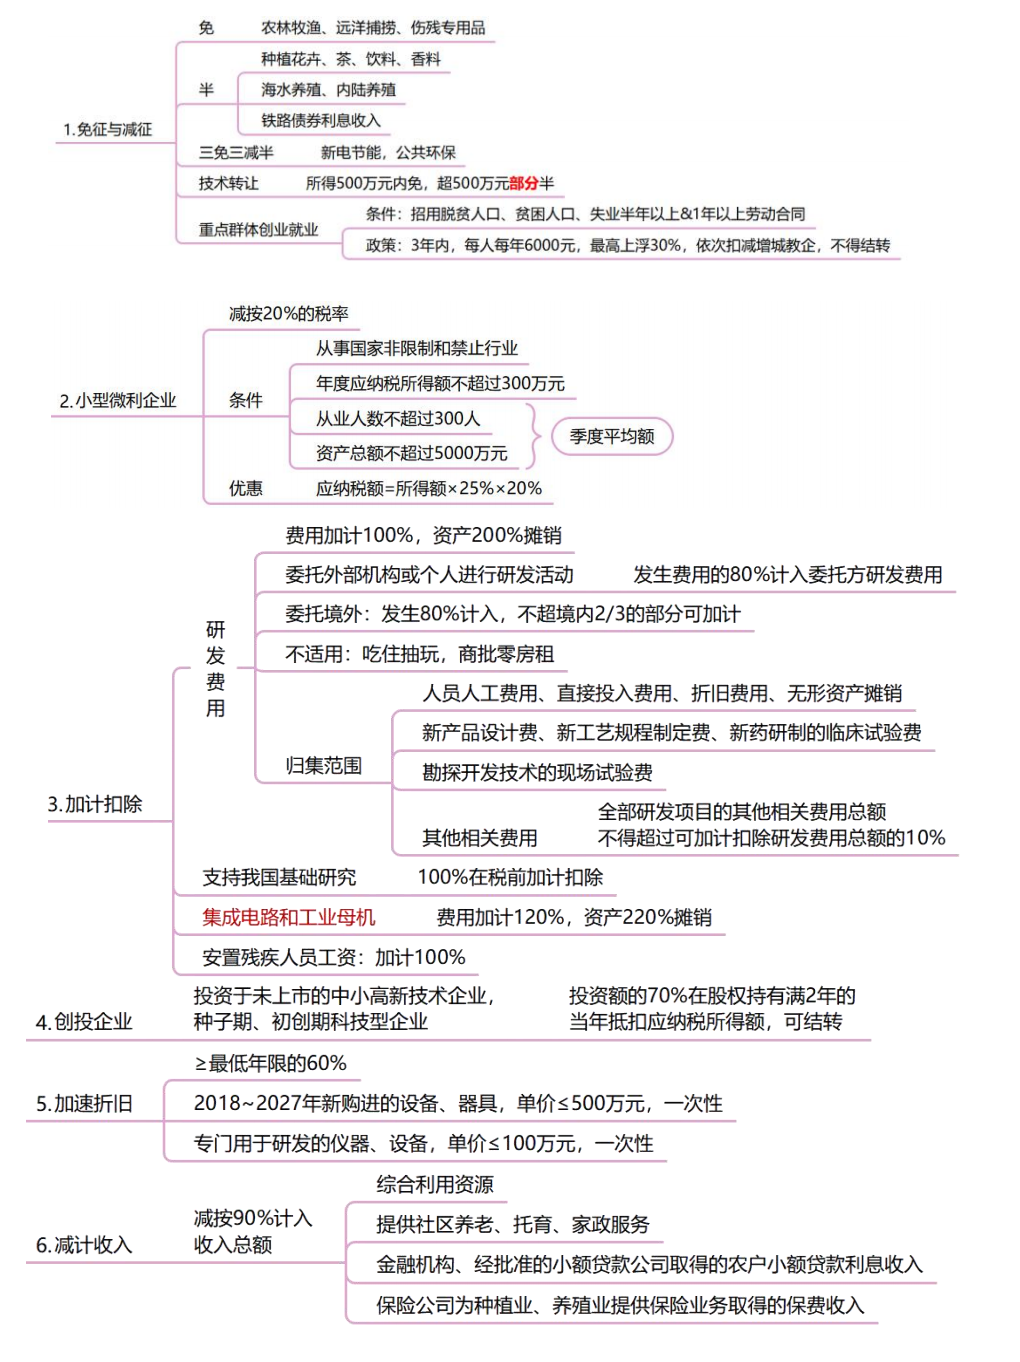 免 农林牧渔、远洋捕捞、伤残专用品
种植花卉、茶、饮料、香料
半 海水养殖、内陆养殖
铁路债券利息收入
1.免征与减征
三免三减半 新电节能，公共环保
技术转让 所得500万元内免，超500万元部分半
条件：招用脱贫人口、贫困人口、失业半年以上&1年以上劳动合同
重点群体创业就业
政策：3年内，每人每年6000元，最高上浮30%，依次扣减增城教企，不得结转
减按20%的税率
从事国家非限制和禁止行业
年度应纳税所得额不超过300万元
2.小型微利企业 条件
从业人数不超过300人
季度平均额
资产总额不超过5000万元
优惠 应纳税额=所得额×25%×20%
费用加计100%，资产200%摊销
委托外部机构或个人进行研发活动 发生费用的80%计入委托方研发费用
委托境外：发生80%计入，不超境内2/3的部分可加计
研发费用
不适用：吃住抽玩，商批零房租
人员人工费用、直接投入费用、折旧费用、无形资产摊销
新产品设计费、新工艺规程制定费、新药研制的临床试验费
归集范围
勘探开发技术的现场试验费
3.加计扣除
其他相关费用 全部研发项目的其他相关费用总额
不得超过可加计扣除研发费用总额的10%
支持我国基础研究 100%在税前加计扣除
集成电路和工业母机 费用加计120%，资产220%摊销
安置残疾人员工资：加计100%
4.创投企业
投资于未上市的中小高新技术企业，
种子期、初创期科技型企业
投资额的70%在股权持有满2年的
当年抵扣应纳税所得额，可结转
≥最低年限的60%
5.加速折旧 2018~2027年新购进的设备、器具，单价≤500万元，一次性
专门用于研发的仪器、设备，单价≤100万元，一次性
综合利用资源
6.减计收入
减按90%计入
收入总额
提供社区养老、托育、家政服务
金融机构、经批准的小额贷款公司取得的农户小额贷款利息收入
保险公司为种植业、养殖业提供保险业务取得的保费收入